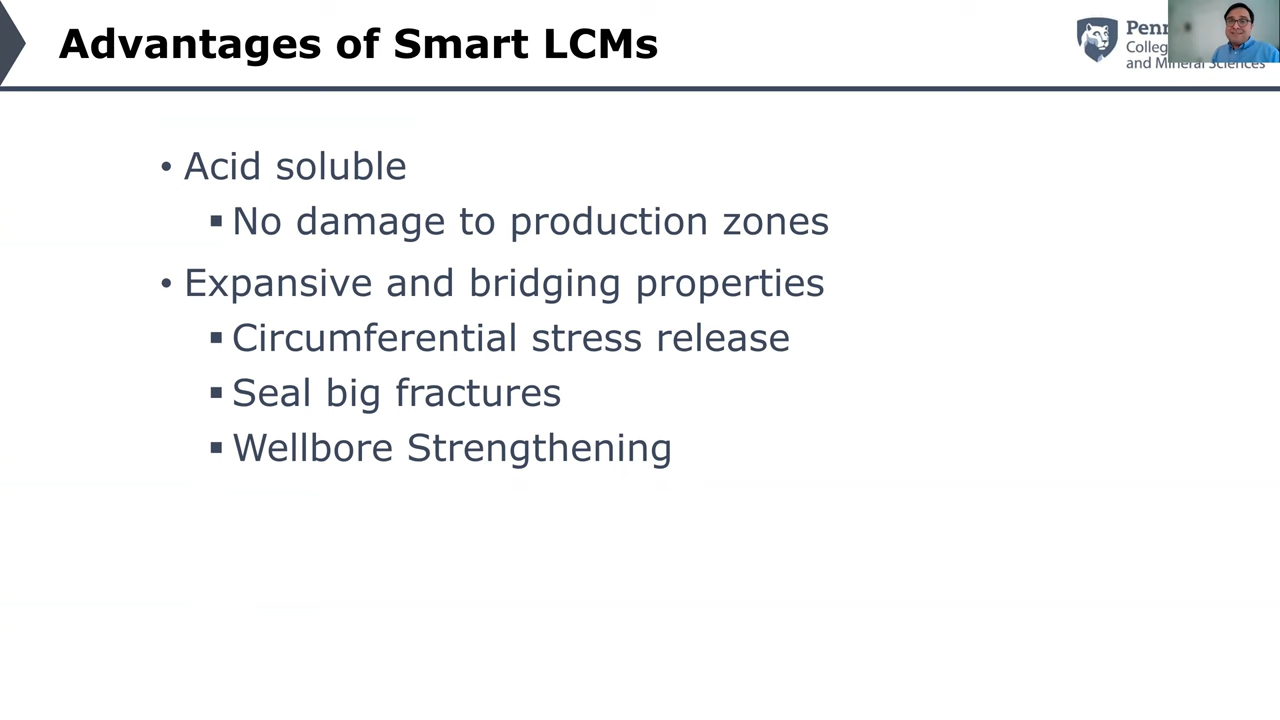 Advantages of Smart LCMs
Penn
Colleg
and Mineral Sciences
• Acid soluble
▪ No damage to production zones
• Expansive and bridging properties
▪ Circumferential stress release
▪ Seal big fractures
▪ Wellbore Strengthening